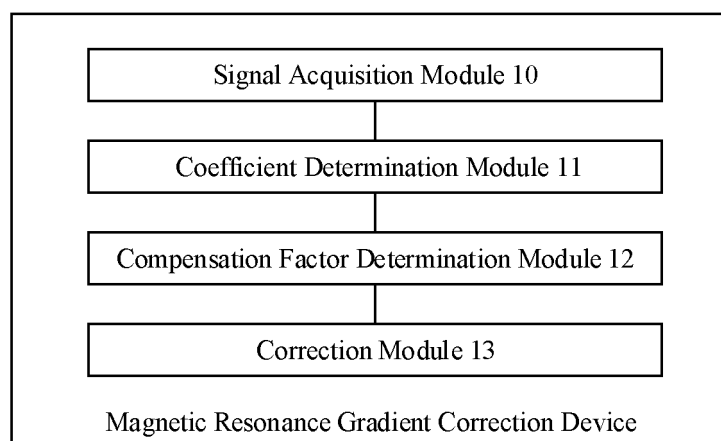 Signal Acquisition Module 10
Coefficient Determination Module 11
Compensation Factor Determination Module 12
Correction Module 13
Magnetic Resonance Gradient Correction Device